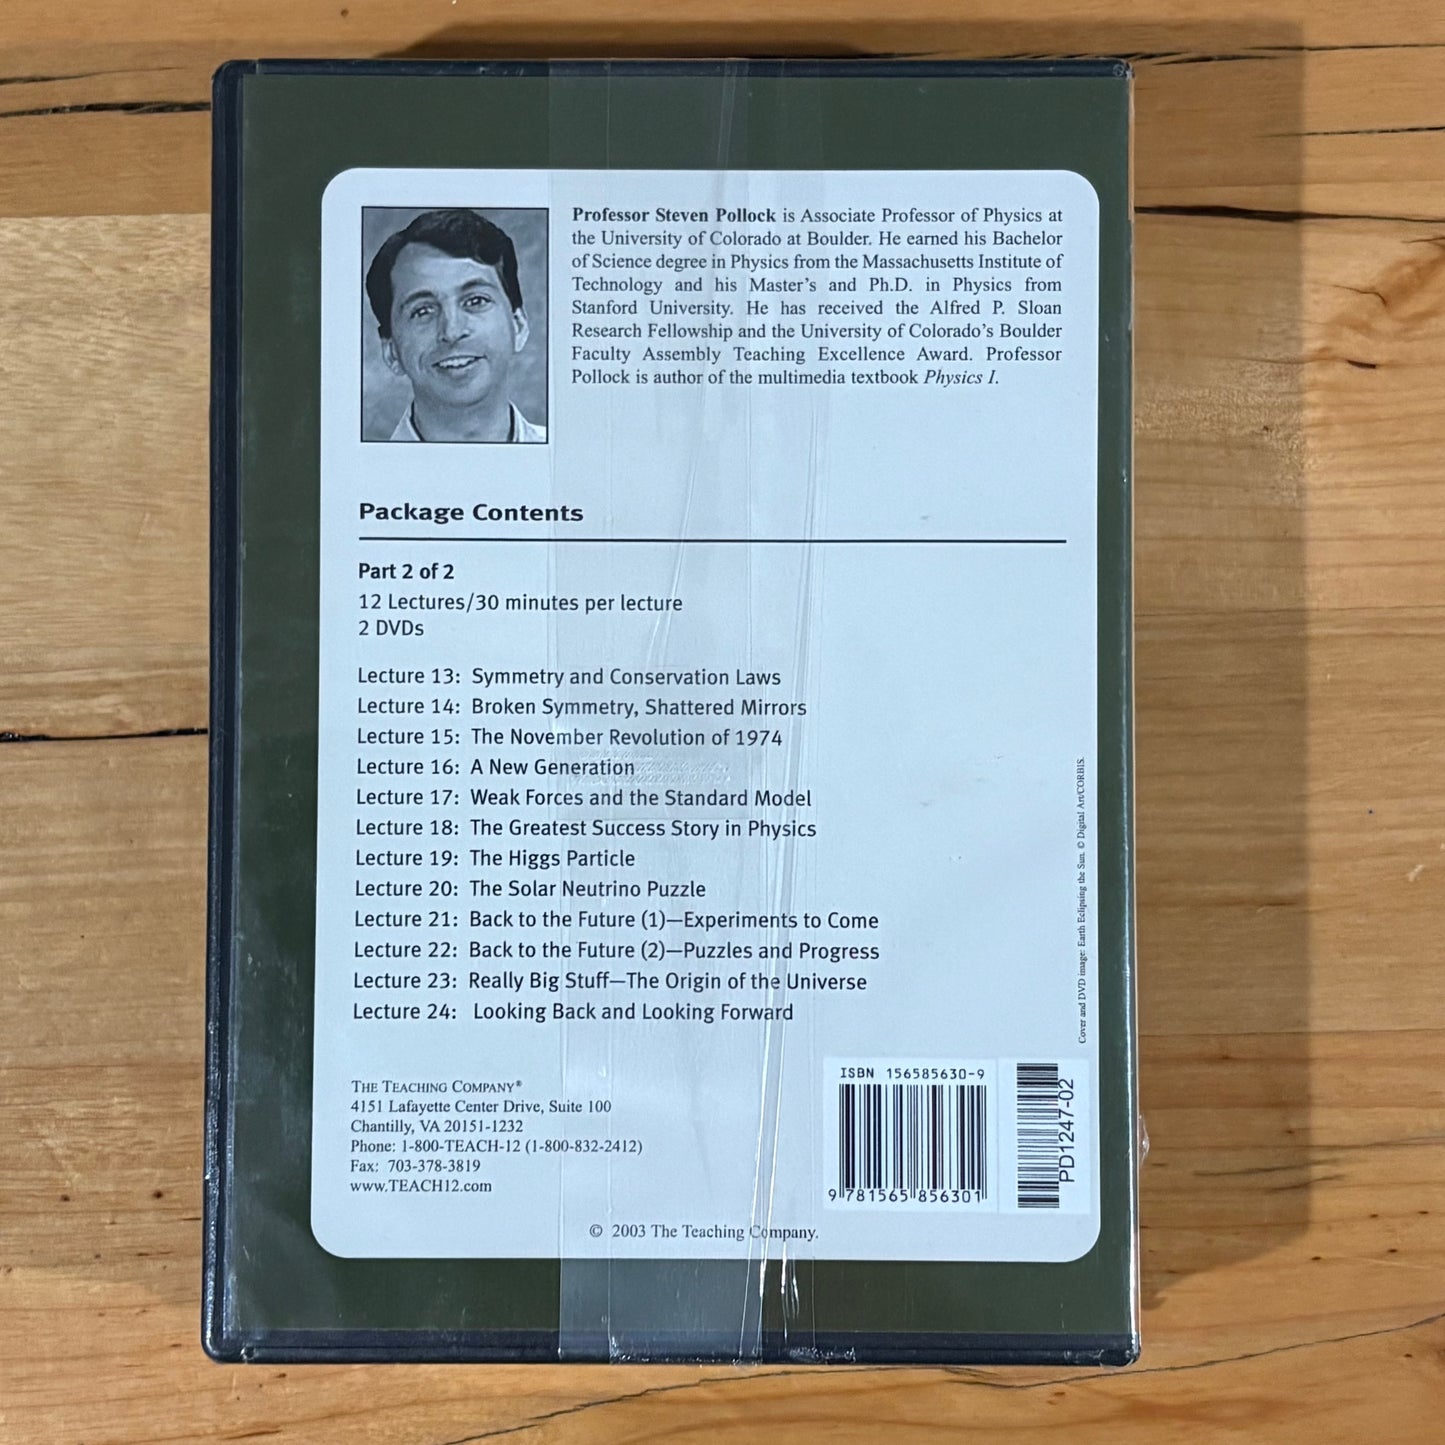 Professor Steven Pollock is Associate Professor of Physics at
the University of Colorado at Boulder. He earned his Bachelor
of Science degree in Physics from the Massachusetts Institute of
Technology and his Master's and Ph.D. in Physics from
Stanford University. He has received the Alfred P. Sloan
Research Fellowship and the University of Colorado's Boulder
Faculty Assembly Teaching Excellence Award. Professor
Pollock is author of the multimedia textbook Physics I.
Package Contents
Part 2 of 2
12 Lectures/30 minutes per lecture
2 DVDs
Lecture 13: Symmetry and Conservation Laws
Lecture 14: Broken Symmetry, Shattered Mirrors
Lecture 15: The November Revolution of 1974
Lecture 16: A New Generation
Lecture 17: Weak Forces and the Standard Model
Lecture 18: The Greatest Success Story in Physics
Lecture 19: The Higgs Particle
Lecture 20: The Solar Neutrino Puzzle
Lecture 21: Back to the Future (1)—Experiments to Come
Lecture 22: Back to the Future (2)—Puzzles and Progress
Lecture 23: Really Big Stuff—The Origin of the Universe
Lecture 24: Looking Back and Looking Forward
Cover and DVD image: Earth Eclipsing the Sun. © Digital Art/CORBIS.
THE TEACHING COMPANY®
4151 Lafayette Center Drive, Suite 100
Chantilly, VA 20151-1232
Phone: 1-800-TEACH-12 (1-800-832-2412)
Fax: 703-378-3819
www.TEACH12.com
ISBN 156585630-9
9 781565 856301
PD1247-02
© 2003 The Teaching Company.